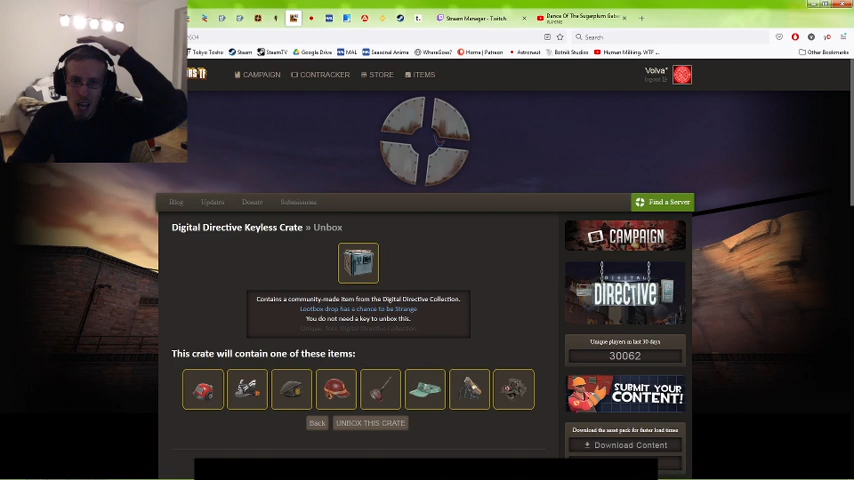 Stream Manager - Twitch
Dance Of The Sugarplum
Search
Tokyo Tosho
Steam
SteamTV
Google Drive
MAL
Seasonal Anime
WhereGoes?
Home | Patreon
Astronaut
Botnik Studios
Human Milking. WTF ...
Other Bookmarks
CAMPAIGN
CONTRACKER
STORE
ITEMS
Volva
logout
Blog
Updates
Donate
Submissions
Find a Server
Digital Directive Keyless Crate » Unbox
Contains a community-made item from the Digital Directive Collection.
Lootbox drop has a chance to be Strange
You do not need a key to unbox this.
This crate will contain one of these items:
Back
UNBOX THIS CRATE
CAMPAIGN
DIGITAL
DIRECTIVE
Unique players in last 30 days
30062
SUBMIT YOUR
CONTENT!
Download the asset pack for faster load times
Download Content